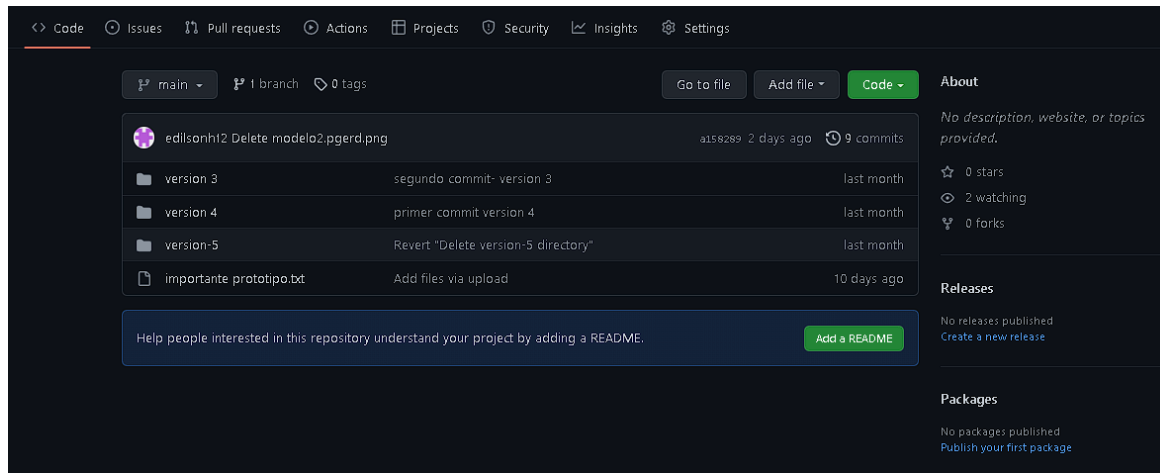 Code Issues Pull requests Actions Projects Security Insights Settings
main 1 branch 0 tags Go to file Add file Code
edilsonh12 Delete modelo2.pgerd.png a158289 2 days ago 9 commits
version 3 segundo commit- version 3 last month
version 4 primer commit version 4 last month
version-5 Revert "Delete version-5 directory" last month
importante prototipo.txt Add files via upload 10 days ago
Help people interested in this repository understand your project by adding a README. Add a README
About
No description, website, or topics
provided.
0 stars
2 watching
0 forks
Releases
No releases published
Create a new release
Packages
No packages published
Publish your first package